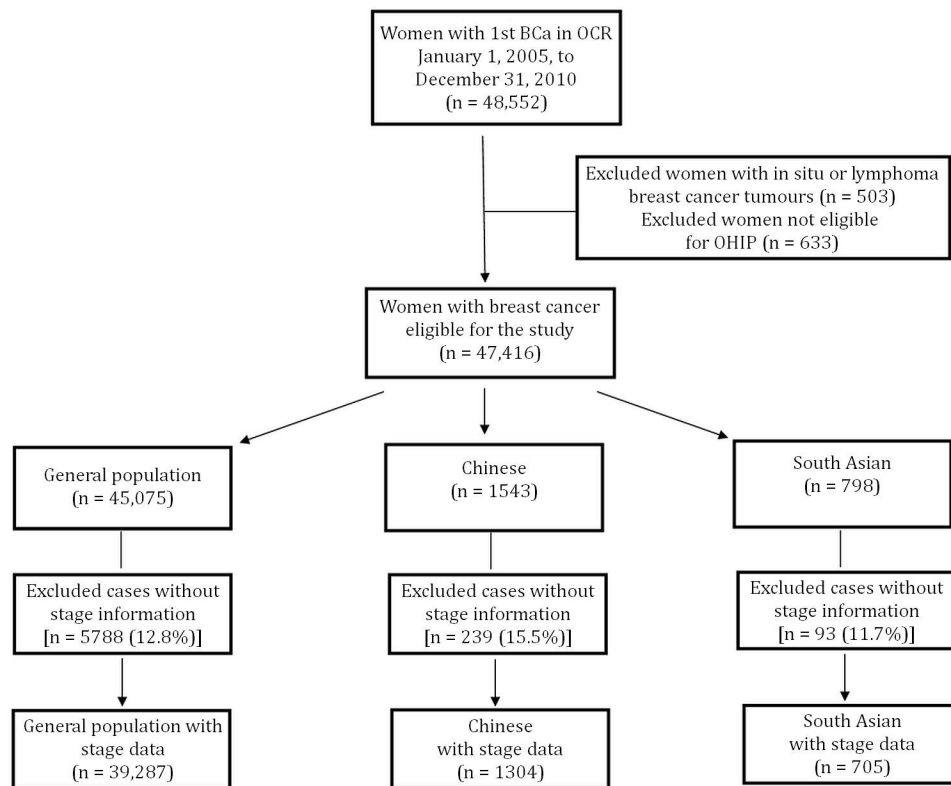 Women with 1st BCa in OCR
January 1, 2005, to
December 31, 2010
(n = 48,552)
Excluded women with in situ or lymphoma
breast cancer tumours (n = 503)
Excluded women not eligible
for OHIP (n = 633)
Women with breast cancer
eligible for the study
(n = 47,416)
General population
(n = 45,075)
Chinese
(n = 1543)
South Asian
(n = 798)
Excluded cases without
stage information
[n = 5788 (12.8%)]
Excluded cases without
stage information
[n = 239 (15.5%)]
Excluded cases without
stage information
[n = 93 (11.7%)]
General population with
stage data
(n = 39,287)
Chinese
with stage data
(n = 1304)
South Asian
with stage data
(n = 705)